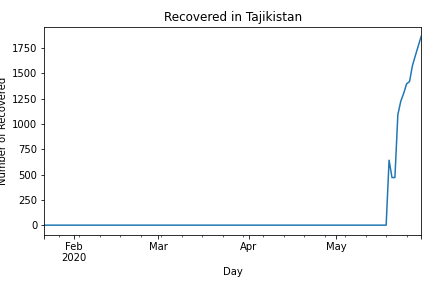 Recovered in Tajikistan
Number of Recovered
1750
1500
1250
1000
750
500
250
0
Feb
2020
Mar
Apr
May
Day